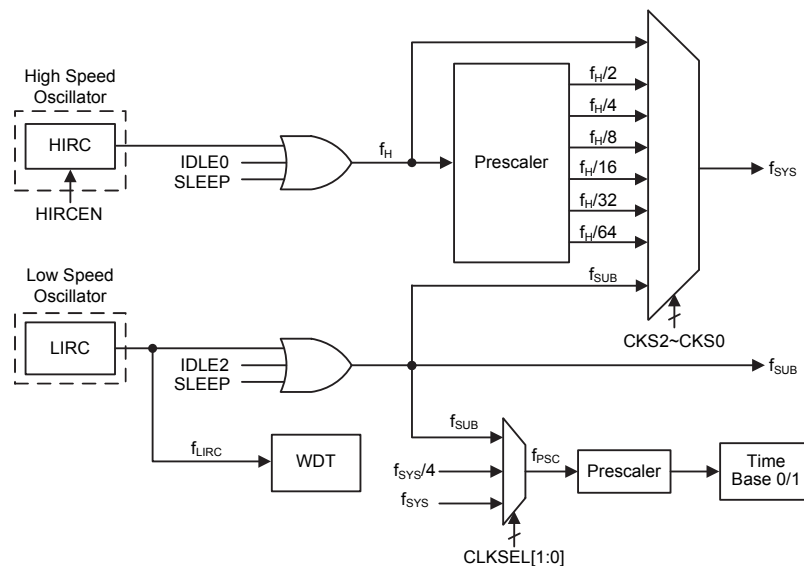 High Speed
Oscillator
HIRC
HIRCEN
IDLE0
SLEEP
fH
Prescaler
fH/2
fH/4
fH/8
fH/16
fH/32
fH/64
fSUB
CKS2~CKS0
fSYS
Low Speed
Oscillator
LIRC
IDLE2
SLEEP
fSUB
fLIRC
WDT
fSUB
fSYS/4
fSYS
CLKSEL[1:0]
fPSC
Prescaler
Time
Base 0/1